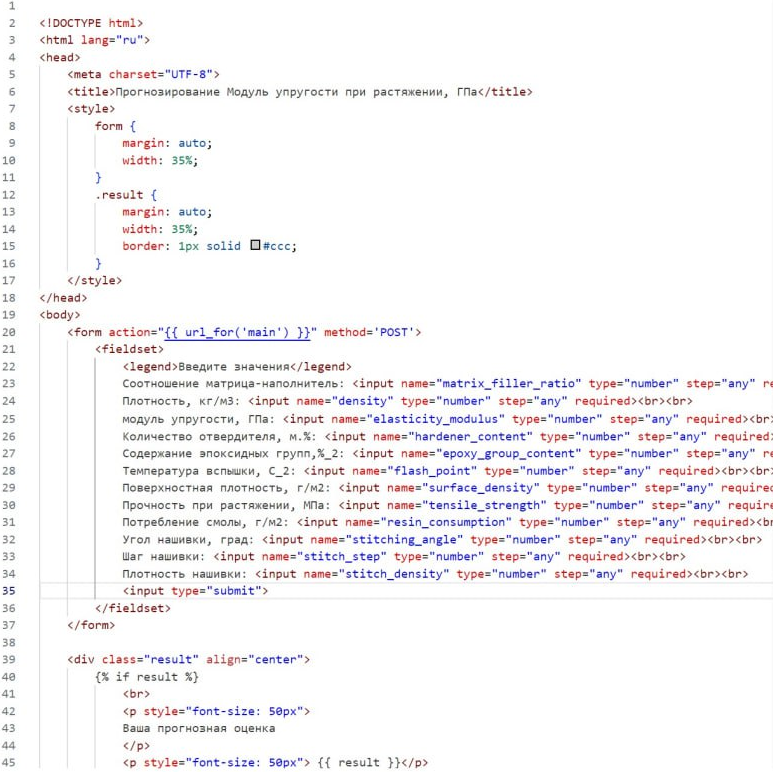 1
2 <!DOCTYPE html>
3 <html lang="ru">
4 <head>
5 <meta charset="UTF-8">
6 <title>Прогнозирование Модуль упругости при растяжении, ГПа</title>
7 <style>
8 form {
9 margin: auto;
10 width: 35%;
11 }
12 .result {
13 margin: auto;
14 width: 35%;
15 border: 1px solid #ccc;
16 }
17 </style>
18 </head>
19 <body>
20 <form action="{{ url_for('main') }}" method='POST'>
21 <fieldset>
22 <legend>Введите значения</legend>
23 Соотношение матрица-наполнитель: <input name="matrix_filler_ratio" type="number" step="any" re
24 Плотность, кг/м3: <input name="density" type="number" step="any" required><br><br>
25 модуль упругости, ГПа: <input name="elasticity_modulus" type="number" step="any" required><br>
26 Количество отвердителя, м.%: <input name="hardener_content" type="number" step="any" required>
27 Содержание эпоксидных групп,%_2: <input name="epoxy_group_content" type="number" step="any" re
28 Температура вспышки, С_2: <input name="flash_point" type="number" step="any" required><br><br>
29 Поверхностная плотность, г/м2: <input name="surface_density" type="number" step="any" required
30 Прочность при растяжении, МПа: <input name="tensile_strength" type="number" step="any" require
31 Потребление смолы, г/м2: <input name="resin_consumption" type="number" step="any" required><br
32 Угол нашивки, град: <input name="stitching_angle" type="number" step="any" required><br><br>
33 Шаг нашивки: <input name="stitch_step" type="number" step="any" required><br><br>
34 Плотность нашивки: <input name="stitch_density" type="number" step="any" required><br><br>
35 <input type="submit">
36 </fieldset>
37 </form>
38
39 <div class="result" align="center">
40 {% if result %}
41 <br>
42 <p style="font-size: 50px">
43 Ваша прогнозная оценка
44 </p>
45 <p style="font-size: 50px"> {{ result }}</p>